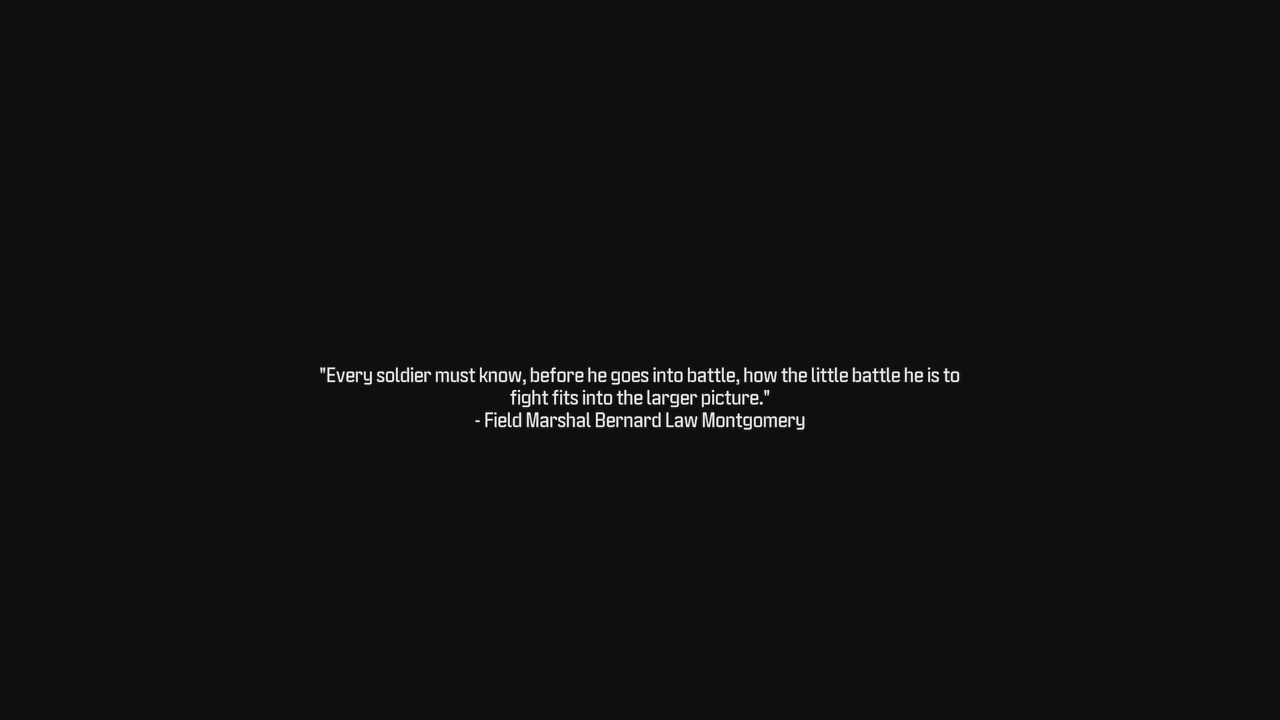 "Every soldier must know, before he goes into battle, how the little battle he is to
fight fits into the larger picture."
- Field Marshal Bernard Law Montgomery